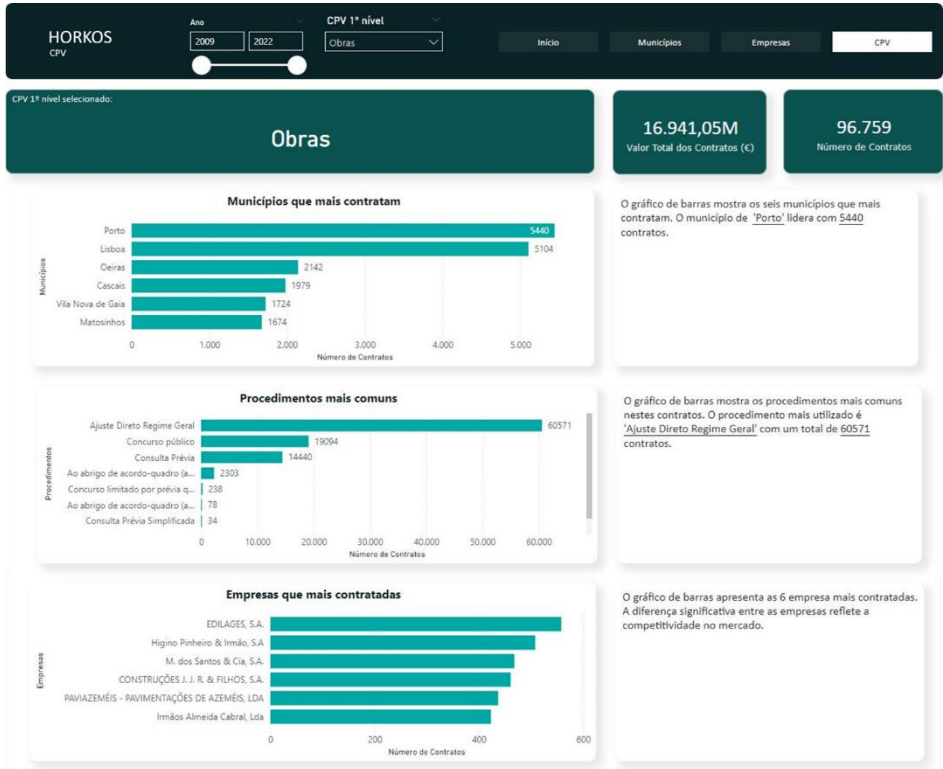 HORKOS
CPV
Ano
2009
2022
CPV 1º nível
Obras
Início
Municípios
Empresas
CPV
CPV 1º nível selecionado:
Obras
16.941,05M
Valor Total dos Contratos (€)
96.759
Número de Contratos
Municípios que mais contratam
Municípios
Porto 5440
Lisboa 5104
Oeiras 2142
Cascais 1979
Vila Nova de Gaia 1724
Matosinhos 1674
0 1.000 2.000 3.000 4.000 5.000
Número de Contratos
O gráfico de barras mostra os seis municípios que mais
contratam. O município de 'Porto' lidera com 5440
contratos.
Procedimentos mais comuns
Procedimentos
Ajuste Direto Regime Geral 60571
Concurso público 19094
Consulta Prévia 14440
Ao abrigo de acordo-quadro (a... 2303
Concurso limitado por prévia q... 238
Ao abrigo de acordo-quadro (a... 78
Consulta Prévia Simplificada 34
0 10.000 20.000 30.000 40.000 50.000 60.000
Número de Contratos
O gráfico de barras mostra os procedimentos mais comuns
nestes contratos. O procedimento mais utilizado é
'Ajuste Direto Regime Geral' com um total de 60571
contratos.
Empresas que mais contratadas
Empresas
EDILAGES, S.A.
Higino Pinheiro & Irmão, S.A
M. dos Santos & Cia, S.A.
CONSTRUÇÕES J. J. R. & FILHOS, S.A.
PAVIAZEMÉIS - PAVIMENTAÇÕES DE AZEMÉIS, LDA
Irmãos Almeida Cabral, Lda
0 200 400 600
Número de Contratos
O gráfico de barras apresenta as 6 empresa mais contratadas.
A diferença significativa entre as empresas reflete a
competitividade no mercado.